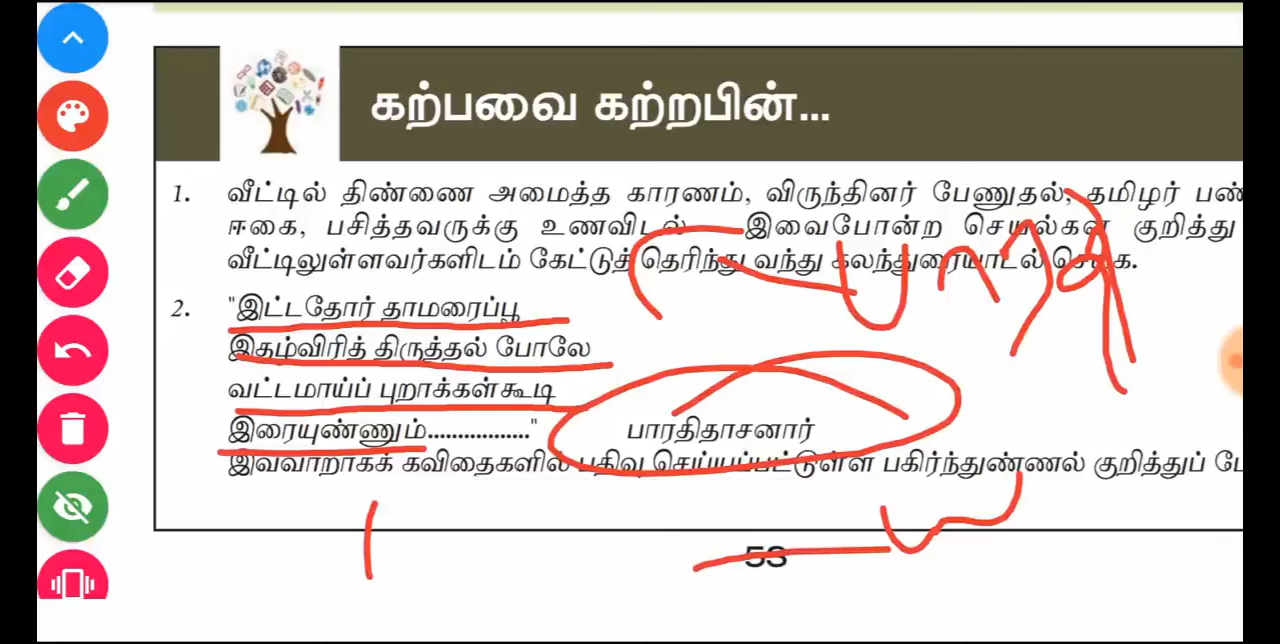 கற்பவை கற்றபின்...
1. வீட்டில் திண்ணை அமைத்த காரணம், விருந்தினர் பேணுதல், தமிழர் பண்
ஈகை, பசித்தவருக்கு உணவிடல் இவைபோன்ற செயல்கள் குறித்து
வீட்டிலுள்ளவர்களிடம் கேட்டுத் தெரிந்து வந்து கலந்துரையாடல் செய்க.
2. "இட்டதோர் தாமரைப்பூ
இதழ்விரித் திருத்தல் போலே
வட்டமாய்ப் புறாக்கள்கூடி
இரையுண்ணும்................." பாரதிதாசனார்
இவ்வாறாகக் கவிதைகளில் பதிவு செய்யப்பட்டுள்ள பகிர்ந்துண்ணல் குறித்துப் பே
53